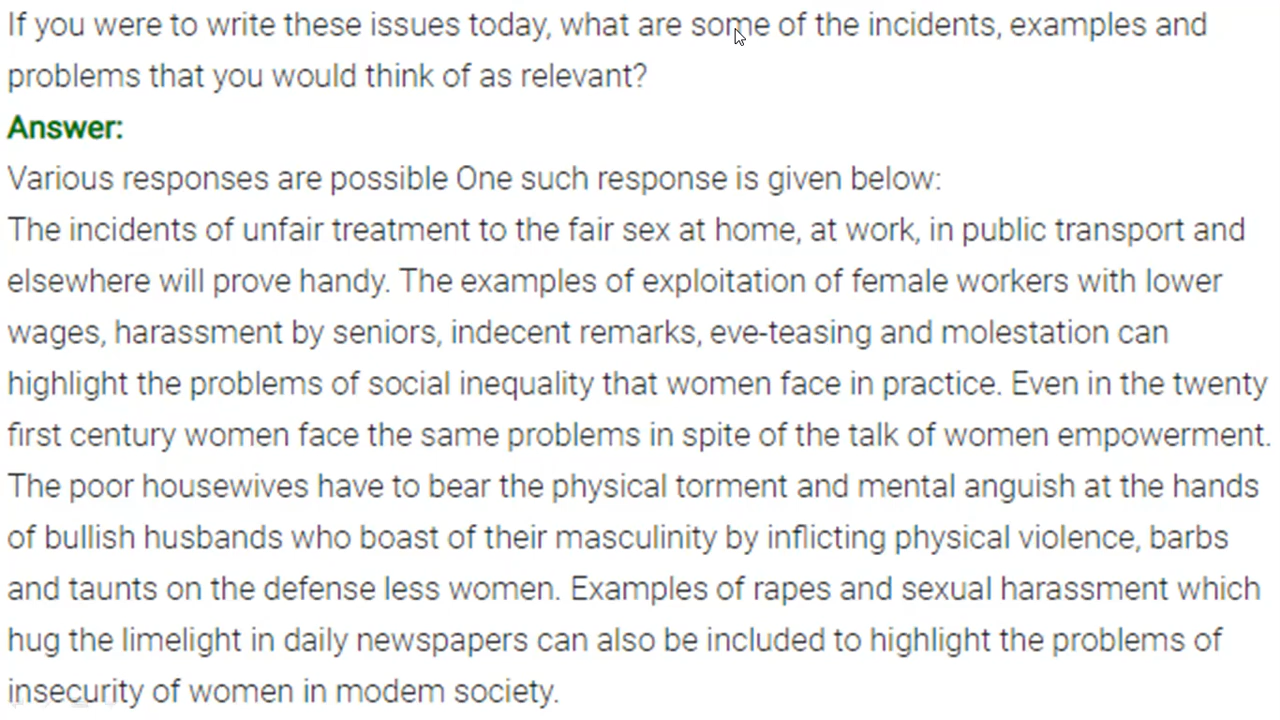 If you were to write these issues today, what are some of the incidents, examples and
problems that you would think of as relevant?
Answer:
Various responses are possible One such response is given below:
The incidents of unfair treatment to the fair sex at home, at work, in public transport and
elsewhere will prove handy. The examples of exploitation of female workers with lower
wages, harassment by seniors, indecent remarks, eve-teasing and molestation can
highlight the problems of social inequality that women face in practice. Even in the twenty
first century women face the same problems in spite of the talk of women empowerment.
The poor housewives have to bear the physical torment and mental anguish at the hands
of bullish husbands who boast of their masculinity by inflicting physical violence, barbs
and taunts on the defense less women. Examples of rapes and sexual harassment which
hug the limelight in daily newspapers can also be included to highlight the problems of
insecurity of women in modem society.